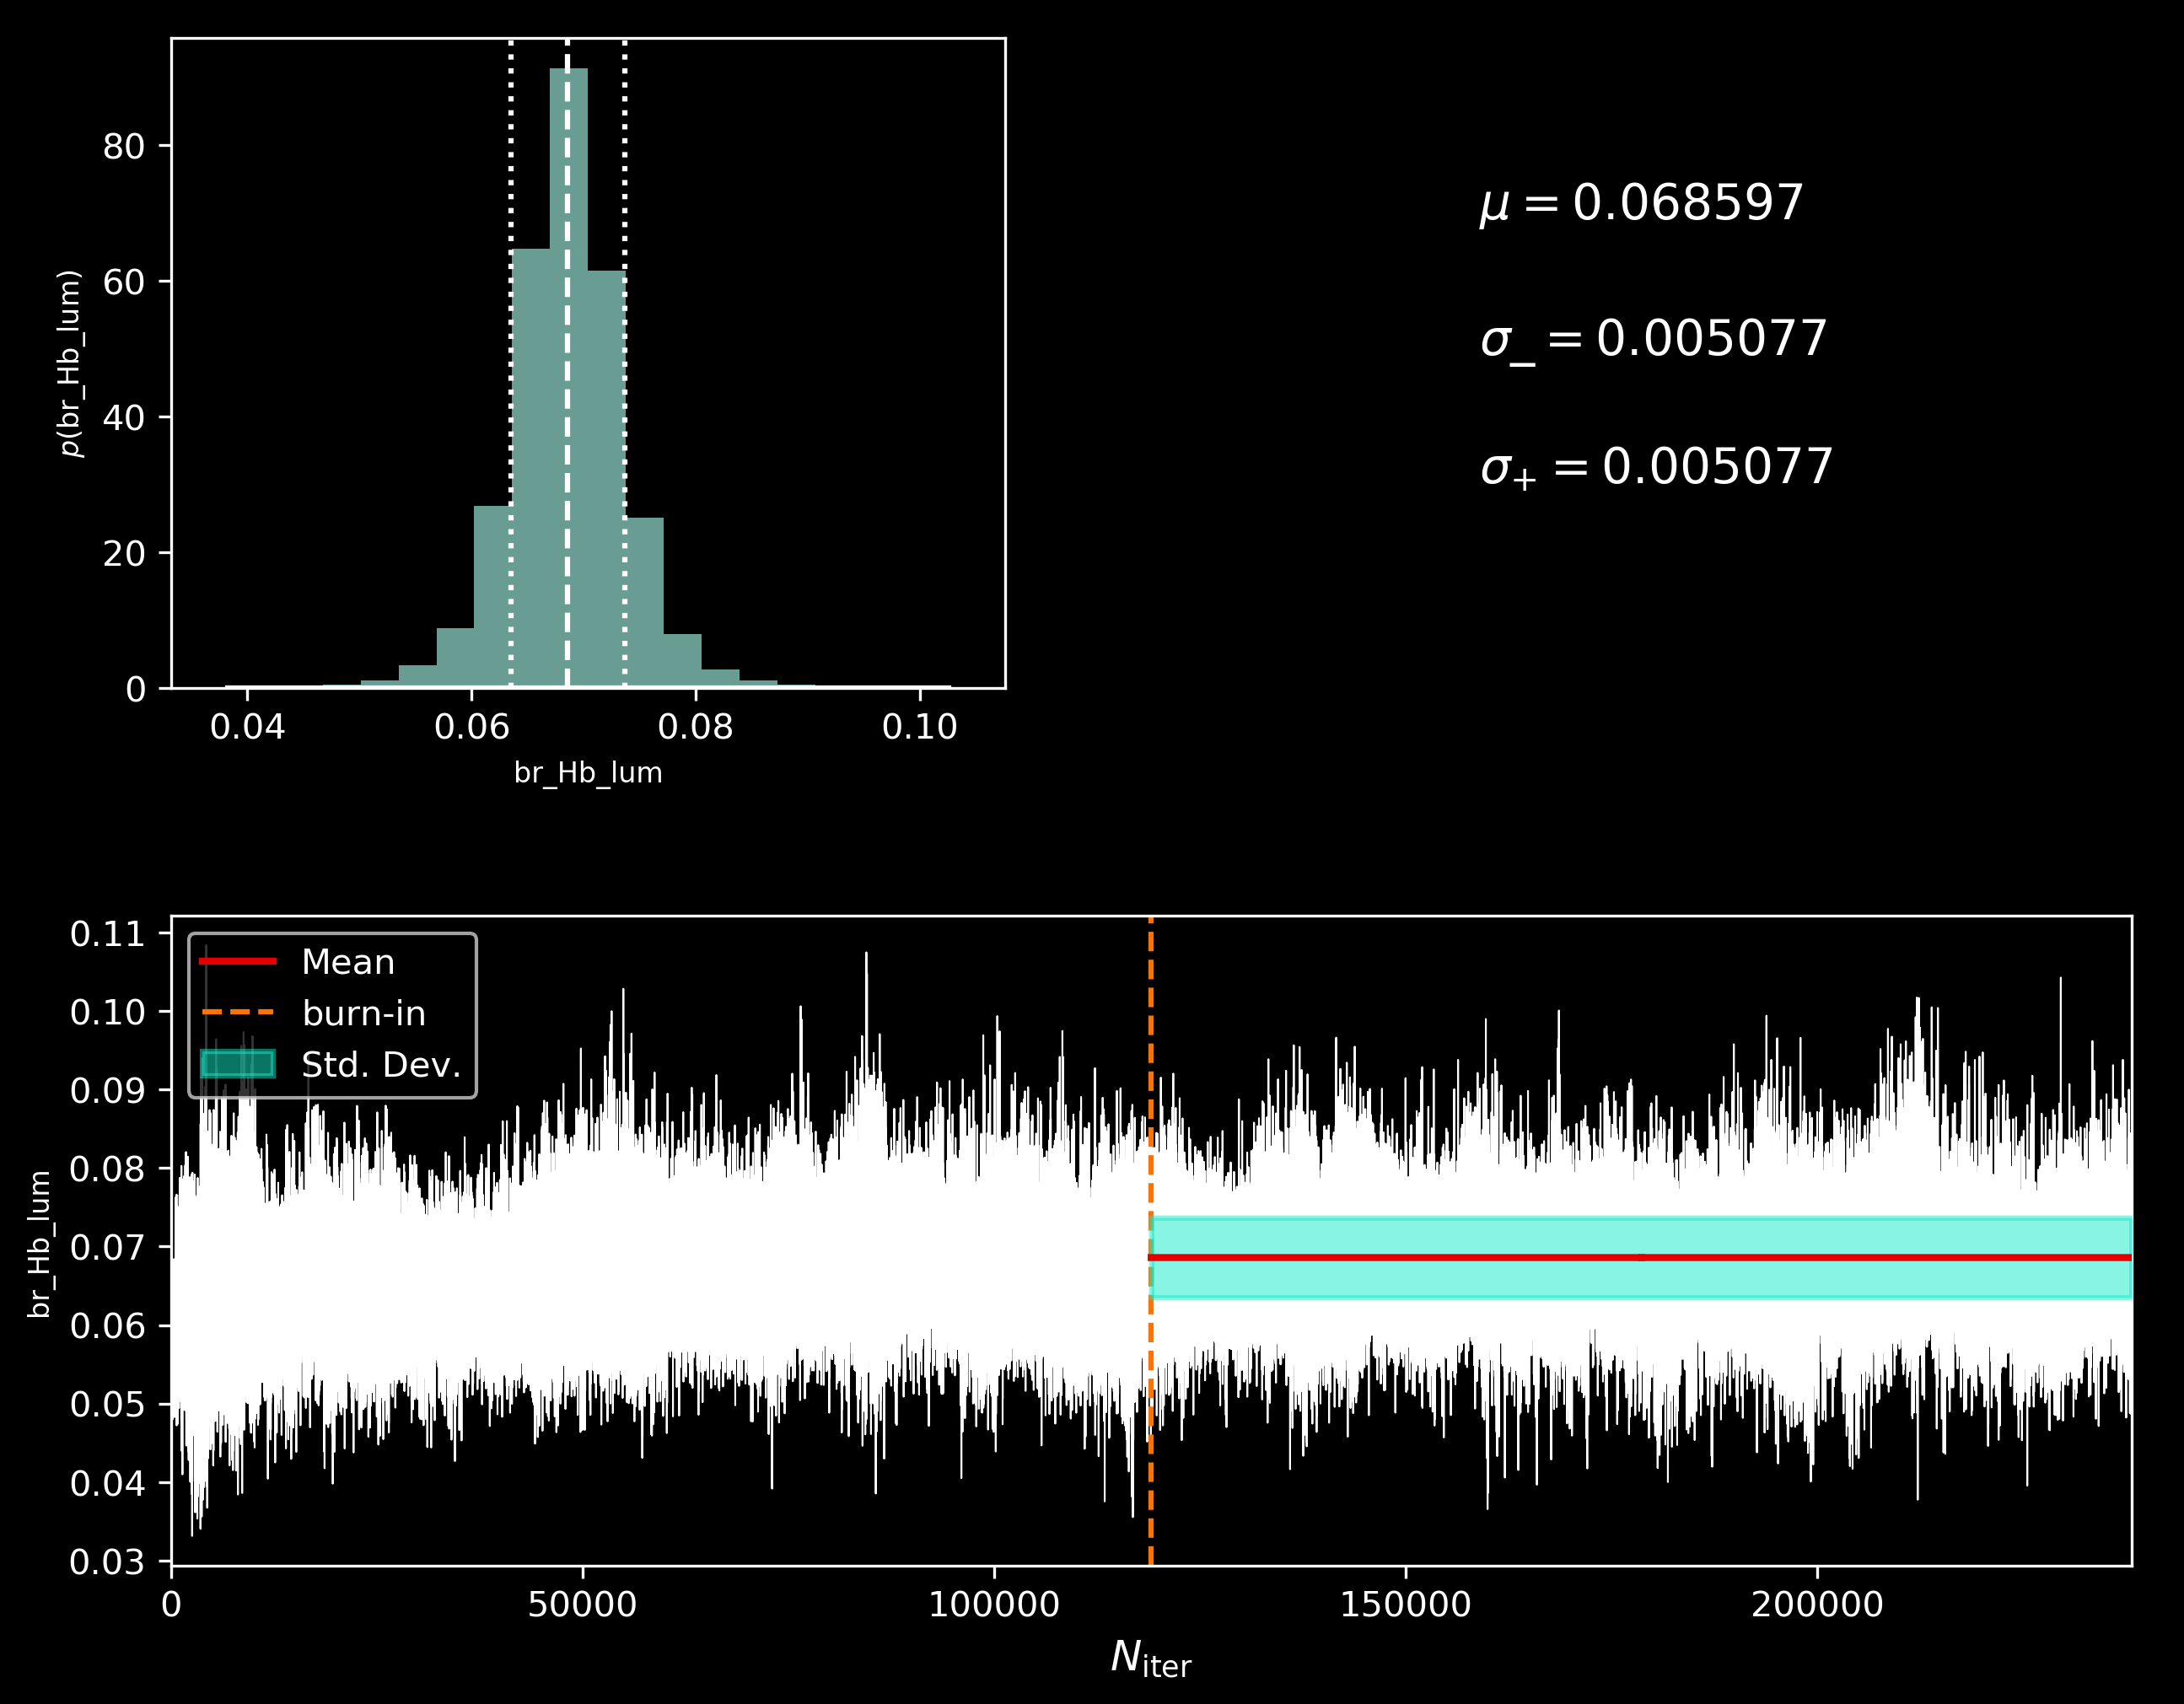 80
60
40
20
0
p(br_Hb_lum)
0.04 0.06 0.08 0.10
br_Hb_lum
μ = 0.068597
σ_− = 0.005077
σ_+ = 0.005077
0.11
0.10
0.09
0.08
0.07
0.06
0.05
0.04
0.03
br_Hb_lum
Mean
burn-in
Std. Dev.
0 50000 100000 150000 200000
N_iter